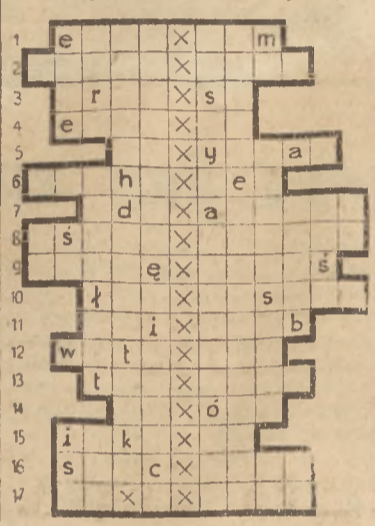 1 e × m
2 ×
3 r × s
4 e ×
5 × y a
6 h × e
7 d × a
8 ś ×
9 ę × ś
10 ł × s
11 i × b
12 w t ×
13 t ×
14 × ó
15 i k ×
16 s c ×
17 × ×